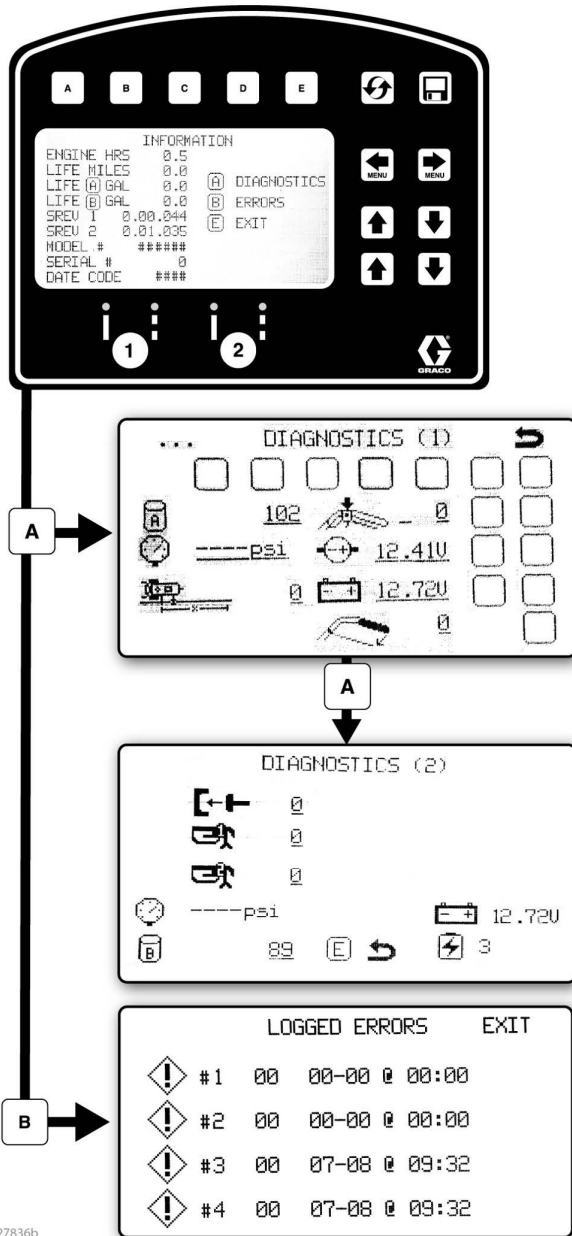 A B C D E
INFORMATION
ENGINE HRS 0.5
LIFE MILES 0.0
LIFE A GAL 0.0
LIFE B GAL 0.0
SREV 1 0.00.044
SREV 2 0.01.035
MODEL # ######
SERIAL # 0
DATE CODE ####
A DIAGNOSTICS
B ERRORS
E EXIT
MENU MENU
1 2
G
GRACO
A
... DIAGNOSTICS (1)
A 102 _ 0
----psi 12.41V
x 0 12.72V
0
A
DIAGNOSTICS (2)
0
0
0
----psi 12.72V
B 89 E 3
B
LOGGED ERRORS EXIT
! #1 00 00-00 @ 00:00
! #2 00 00-00 @ 00:00
! #3 00 07-08 @ 09:32
! #4 00 07-08 @ 09:32
27836b